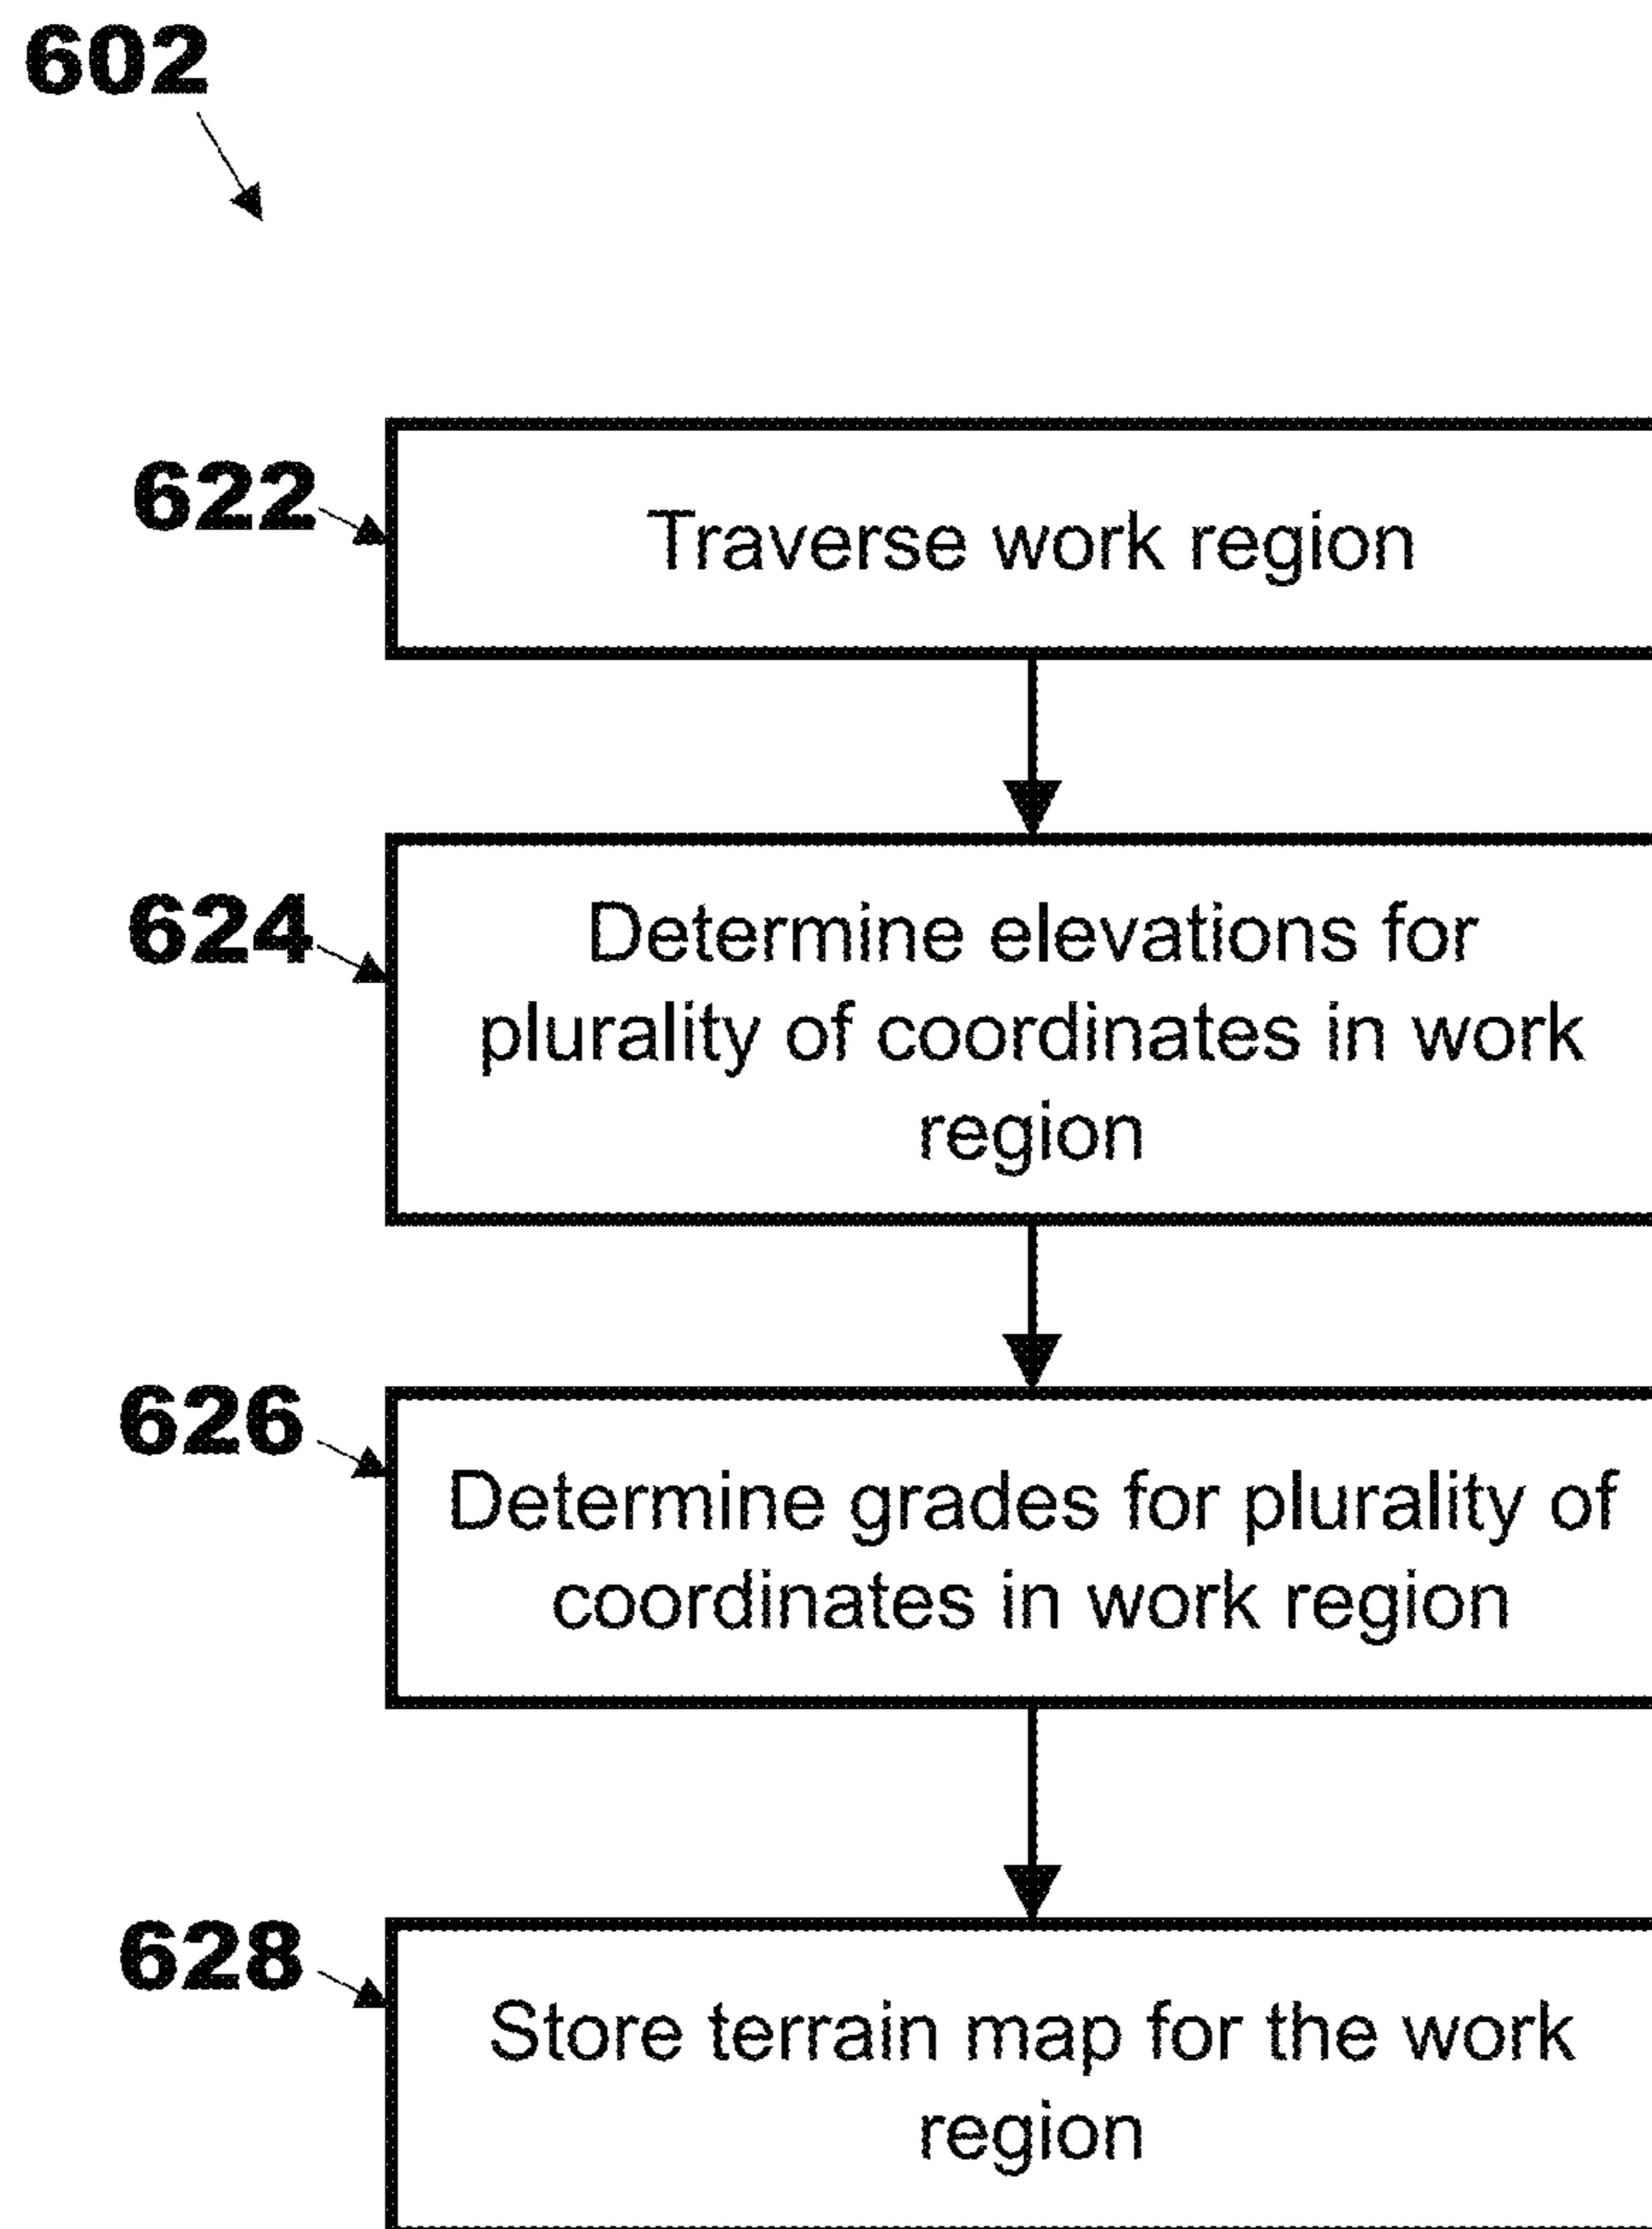 602
622
Traverse work region
624
Determine elevations for
plurality of coordinates in work
region
626
Determine grades for plurality of
coordinates in work region
628
Store terrain map for the work
region